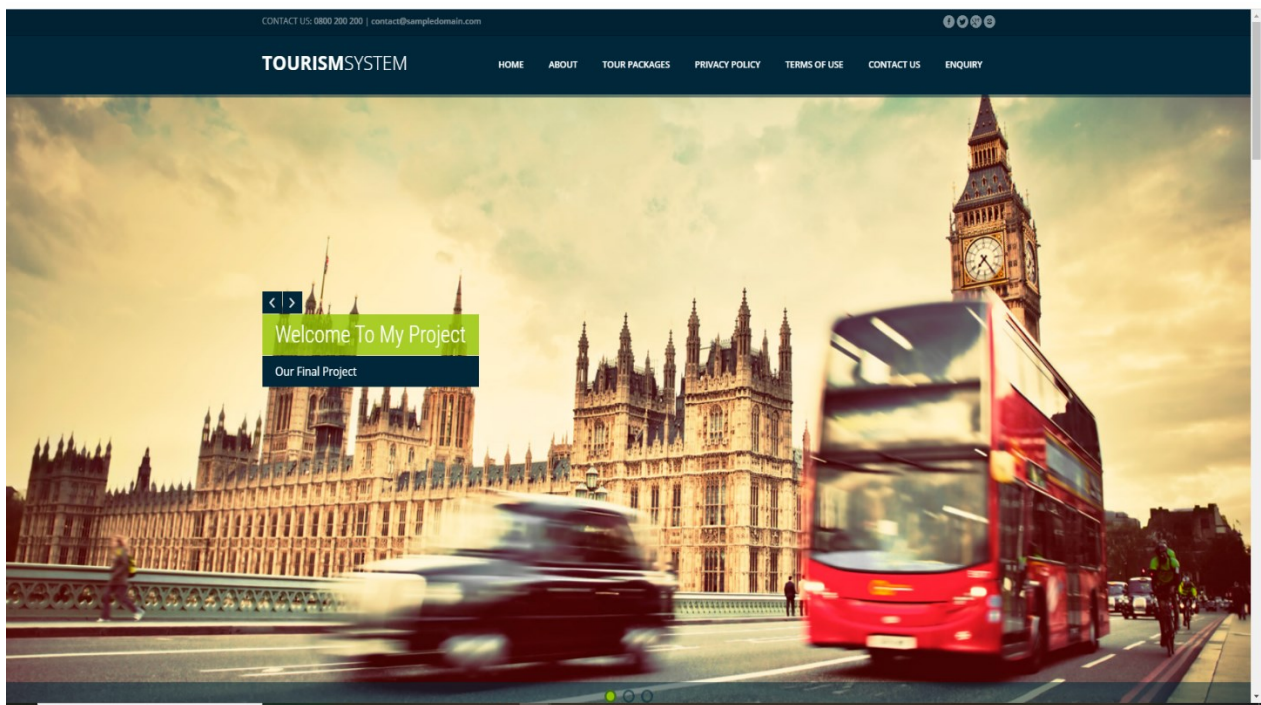 CONTACT US: 0800 200 200 | contact@sampledomain.com
TOURISMSYSTEM
HOME ABOUT TOUR PACKAGES PRIVACY POLICY TERMS OF USE CONTACT US ENQUIRY
Welcome To My Project
Our Final Project